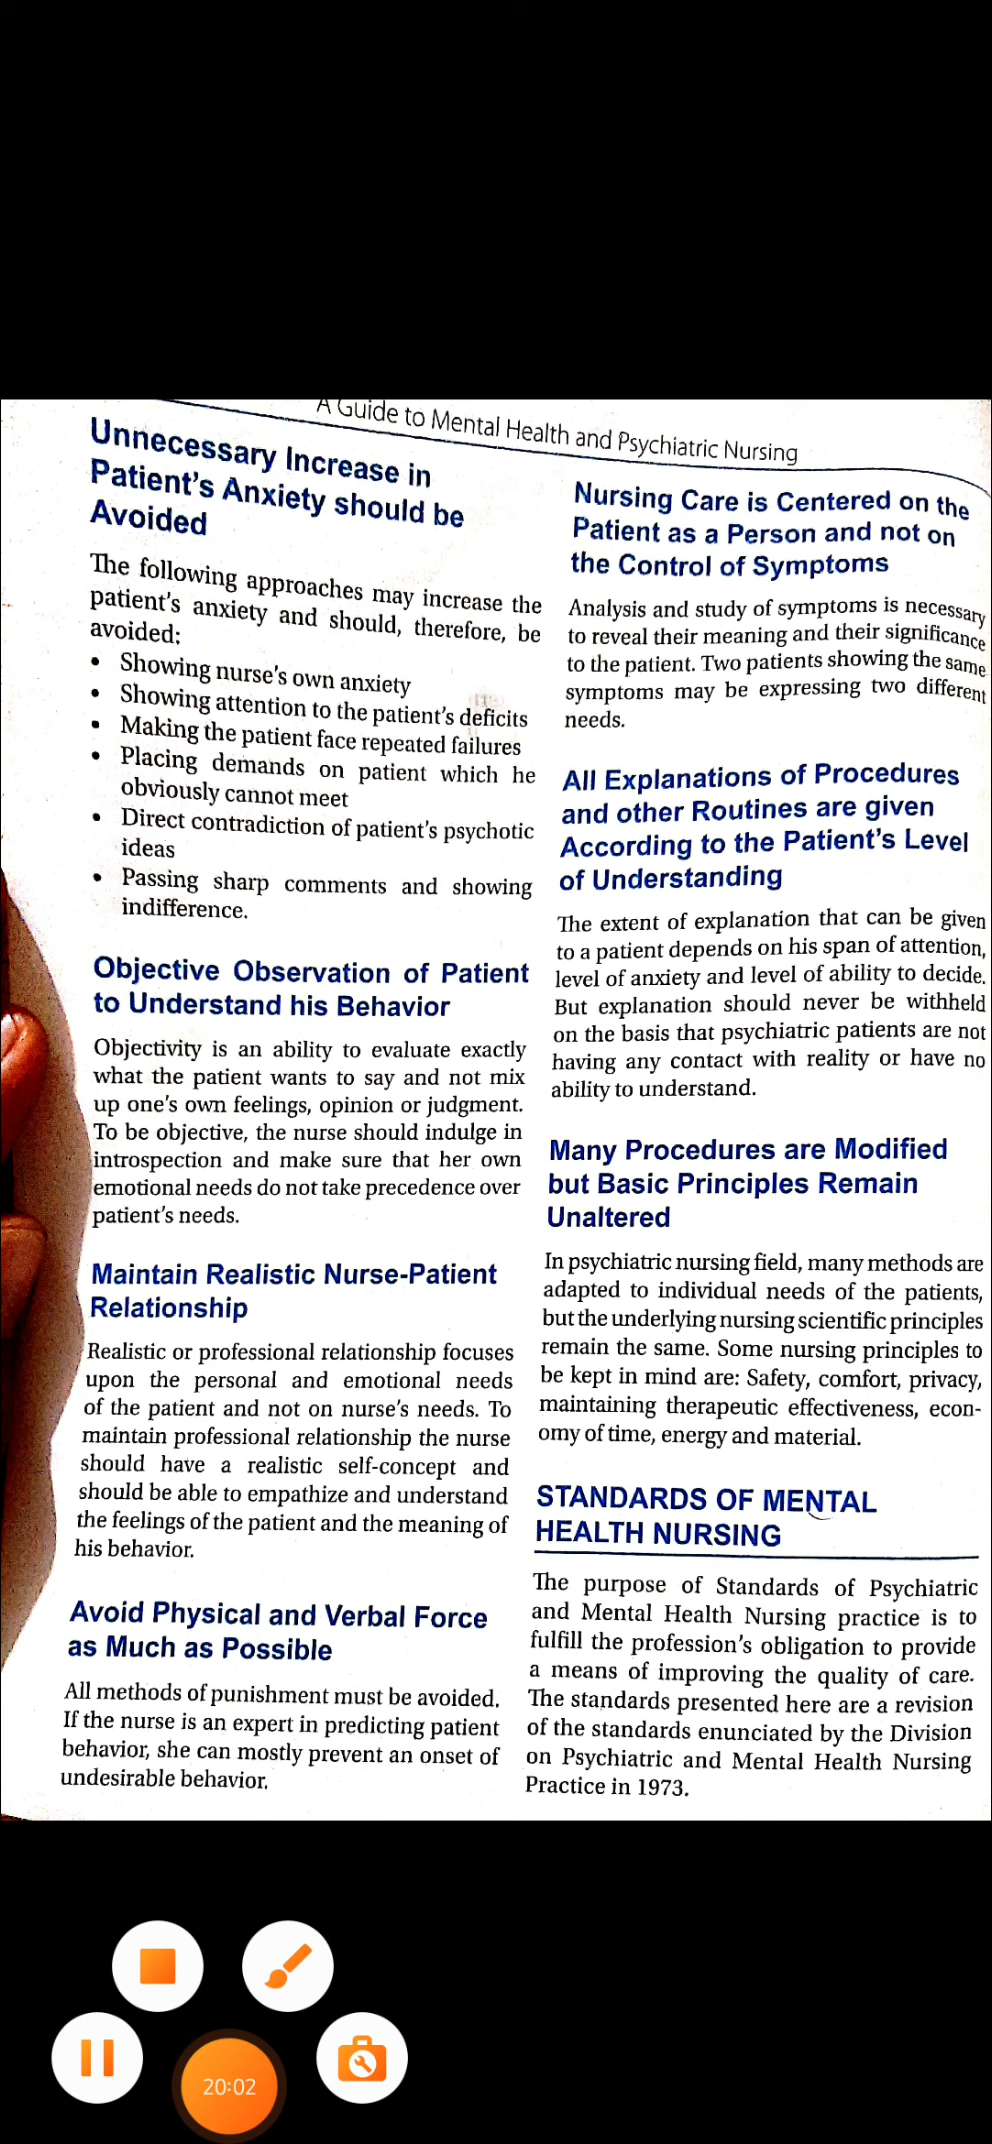 A Guide to Mental Health and Psychiatric Nursing
Unnecessary Increase in
Patient's Anxiety should be
Avoided
The following approaches may increase the
patient's anxiety and should, therefore, be
avoided:
• Showing nurse's own anxiety
• Showing attention to the patient's deficits
• Making the patient face repeated failures
• Placing demands on patient which he
obviously cannot meet
• Direct contradiction of patient's psychotic
ideas
• Passing sharp comments and showing
indifference.
Objective Observation of Patient
to Understand his Behavior
Objectivity is an ability to evaluate exactly
what the patient wants to say and not mix
up one's own feelings, opinion or judgment.
To be objective, the nurse should indulge in
introspection and make sure that her own
emotional needs do not take precedence over
patient's needs.
Maintain Realistic Nurse-Patient
Relationship
Realistic or professional relationship focuses
upon the personal and emotional needs
of the patient and not on nurse's needs. To
maintain professional relationship the nurse
should have a realistic self-concept and
should be able to empathize and understand
the feelings of the patient and the meaning of
his behavior.
Avoid Physical and Verbal Force
as Much as Possible
All methods of punishment must be avoided.
If the nurse is an expert in predicting patient
behavior, she can mostly prevent an onset of
undesirable behavior.
Nursing Care is Centered on the
Patient as a Person and not on
the Control of Symptoms
Analysis and study of symptoms is necessary
to reveal their meaning and their significance
to the patient. Two patients showing the same
symptoms may be expressing two different
needs.
All Explanations of Procedures
and other Routines are given
According to the Patient's Level
of Understanding
The extent of explanation that can be given
to a patient depends on his span of attention,
level of anxiety and level of ability to decide.
But explanation should never be withheld
on the basis that psychiatric patients are not
having any contact with reality or have no
ability to understand.
Many Procedures are Modified
but Basic Principles Remain
Unaltered
In psychiatric nursing field, many methods are
adapted to individual needs of the patients,
but the underlying nursing scientific principles
remain the same. Some nursing principles to
be kept in mind are: Safety, comfort, privacy,
maintaining therapeutic effectiveness, econ-
omy of time, energy and material.
STANDARDS OF MENTAL
HEALTH NURSING
The purpose of Standards of Psychiatric
and Mental Health Nursing practice is to
fulfill the profession's obligation to provide
a means of improving the quality of care.
The standards presented here are a revision
of the standards enunciated by the Division
on Psychiatric and Mental Health Nursing
Practice in 1973.
20:02